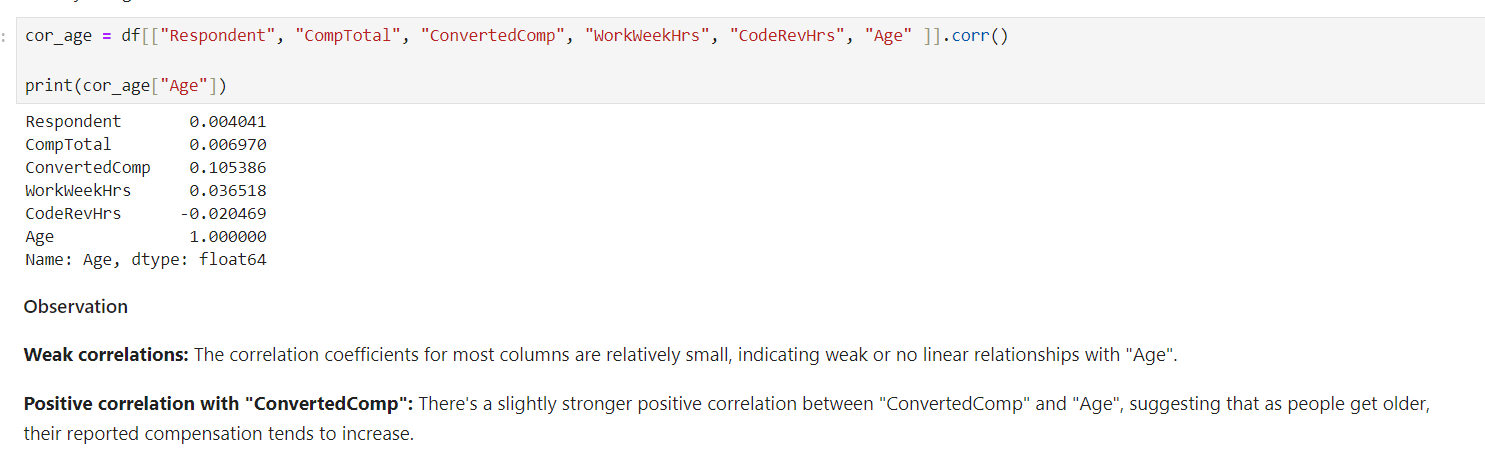 cor_age = df[["Respondent", "CompTotal", "ConvertedComp", "WorkWeekHrs", "CodeRevHrs", "Age" ]].corr()
print(cor_age["Age"])
Respondent 0.004041
CompTotal 0.006970
ConvertedComp 0.105386
WorkWeekHrs 0.036518
CodeRevHrs -0.020469
Age 1.000000
Name: Age, dtype: float64
Observation
Weak correlations: The correlation coefficients for most columns are relatively small, indicating weak or no linear relationships with "Age".
Positive correlation with "ConvertedComp": There's a slightly stronger positive correlation between "ConvertedComp" and "Age", suggesting that as people get older,
their reported compensation tends to increase.